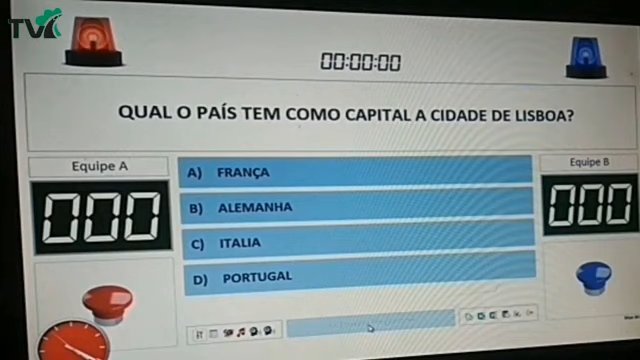 TV
00:00:00
QUAL O PAÍS TEM COMO CAPITAL A CIDADE DE LISBOA?
Equipe A
Equipe B
000
000
A) FRANÇA
B) ALEMANHA
C) ITALIA
D) PORTUGAL